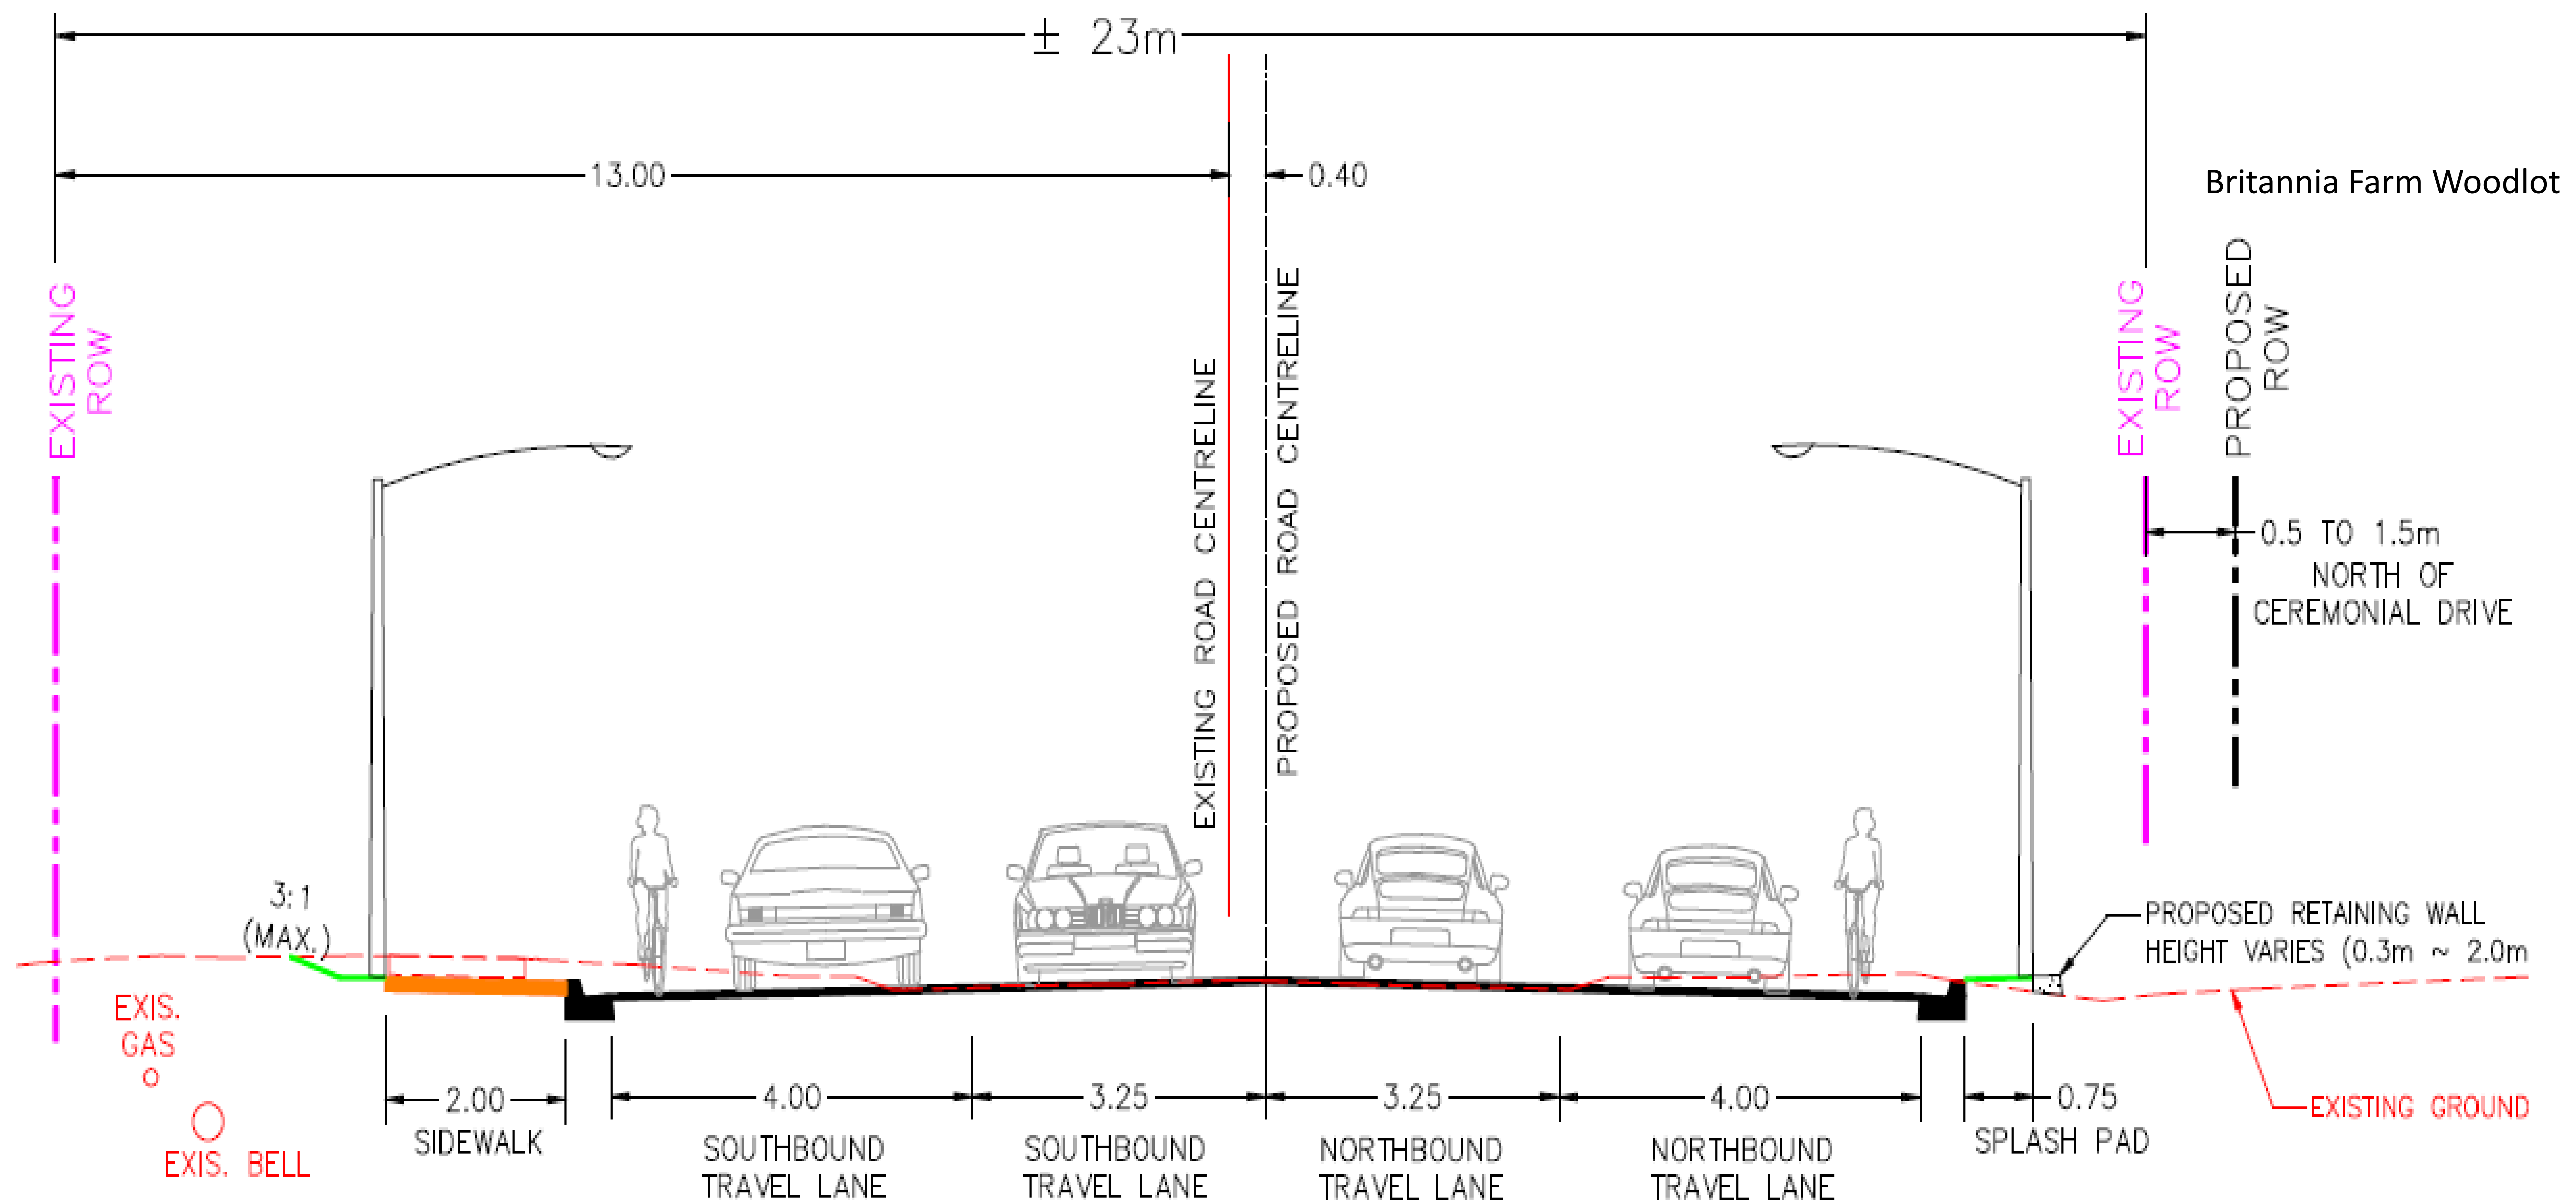 ± 23m
13.00
0.40
Britannia Farm Woodlot
EXISTING
ROW
EXISTING ROAD CENTRELINE
PROPOSED ROAD CENTRELINE
EXISTING
ROW
PROPOSED
ROW
0.5 TO 1.5m
NORTH OF
CEREMONIAL DRIVE
3:1
(MAX.)
PROPOSED RETAINING WALL
HEIGHT VARIES (0.3m ~ 2.0m
EXIS.
GAS
EXIS. BELL
2.00
SIDEWALK
4.00
SOUTHBOUND
TRAVEL LANE
3.25
SOUTHBOUND
TRAVEL LANE
3.25
NORTHBOUND
TRAVEL LANE
4.00
NORTHBOUND
TRAVEL LANE
0.75
SPLASH PAD
EXISTING GROUND